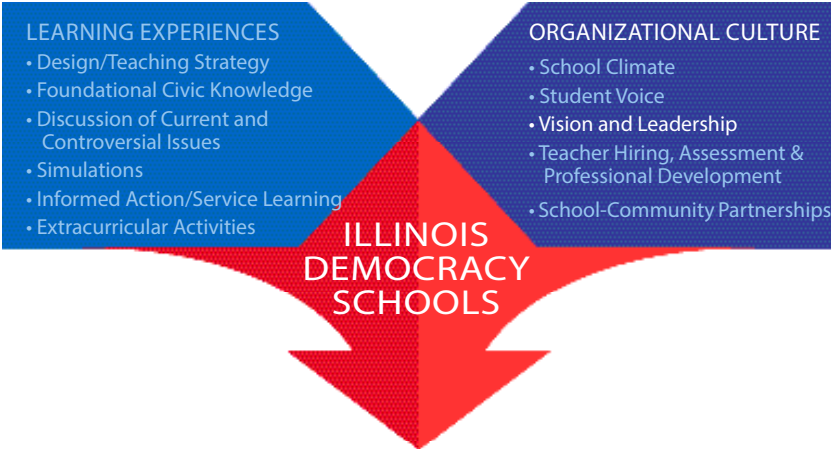 LEARNING EXPERIENCES
• Design/Teaching Strategy
• Foundational Civic Knowledge
• Discussion of Current and
Controversial Issues
• Simulations
• Informed Action/Service Learning
• Extracurricular Activities
ORGANIZATIONAL CULTURE
• School Climate
• Student Voice
• Vision and Leadership
• Teacher Hiring, Assessment &
Professional Development
• School-Community Partnerships
ILLINOIS
DEMOCRACY
SCHOOLS